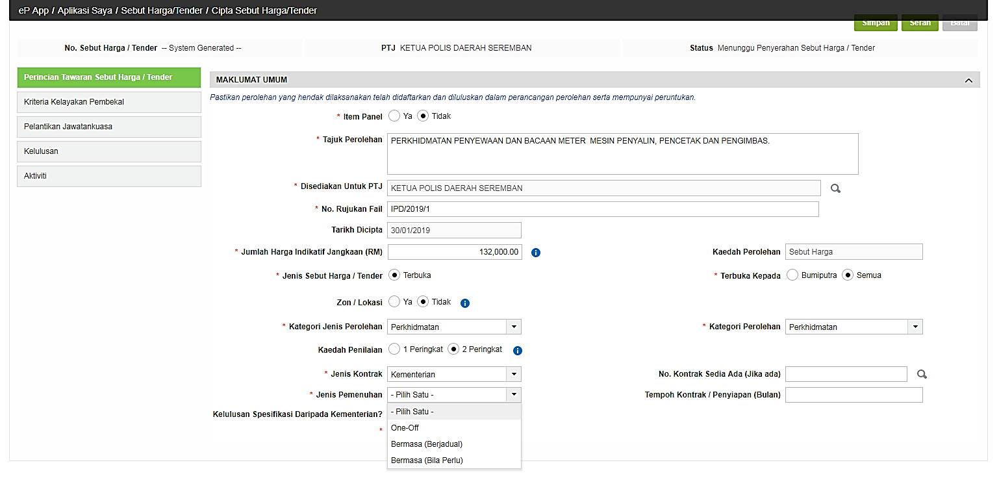 eP App / Aplikasi Saya / Sebut Harga/Tender / Cipta Sebut Harga/Tender
Simpan Serah Batal
No. Sebut Harga / Tender -- System Generated -- PTJ KETUA POLIS DAERAH SEREMBAN Status Menunggu Penyerahan Sebut Harga / Tender
Perincian Tawaran Sebut Harga / Tender
Kriteria Kelayakan Pembekal
Pelantikan Jawatankuasa
Kelulusan
Aktiviti
MAKLUMAT UMUM
Pastikan perolehan yang hendak dilaksanakan telah didaftarkan dan diluluskan dalam perancangan perolehan serta mempunyai peruntukan.
* Item Panel Ya Tidak
* Tajuk Perolehan PERKHIDMATAN PENYEWAAN DAN BACAAN METER MESIN PENYALIN, PENCETAK DAN PENGIMBAS.
* Disediakan Untuk PTJ KETUA POLIS DAERAH SEREMBAN
* No. Rujukan Fail IPD/2019/1
Tarikh Dicipta 30/01/2019
* Jumlah Harga Indikatif Jangkaan (RM) 132,000.00 Kaedah Perolehan Sebut Harga
* Jenis Sebut Harga / Tender Terbuka * Terbuka Kepada Bumiputra Semua
Zon / Lokasi Ya Tidak
* Kategori Jenis Perolehan Perkhidmatan * Kategori Perolehan Perkhidmatan
Kaedah Penilaian 1 Peringkat 2 Peringkat
* Jenis Kontrak Kementerian No. Kontrak Sedia Ada (Jika ada)
* Jenis Pemenuhan - Pilih Satu - Tempoh Kontrak / Penyiapan (Bulan)
Kelulusan Spesifikasi Daripada Kementerian? - Pilih Satu -
* One-Off
Bermasa (Berjadual)
Bermasa (Bila Perlu)